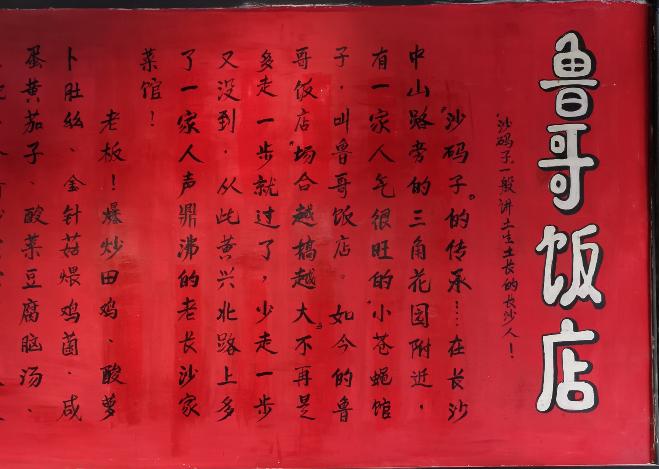 鲁哥饭店
“沙码子一般讲土生土长的长沙人！
“沙码子”的传承！…在长沙
中山路旁的三角花园附近，
有一家人气很旺的“小苍蝇馆
子，叫鲁哥饭店。如今的鲁
哥饭店“场合越搞越大”不再是
多走一步就过了，少走一步
又没到，从此黄兴北路上多
了一家人声鼎沸的老长沙家
菜馆！
老板！爆炒田鸡、酸萝
卜肚丝、金针菇煨鸡菌、咸
蛋黄茄子、酸菜豆腐脑汤、